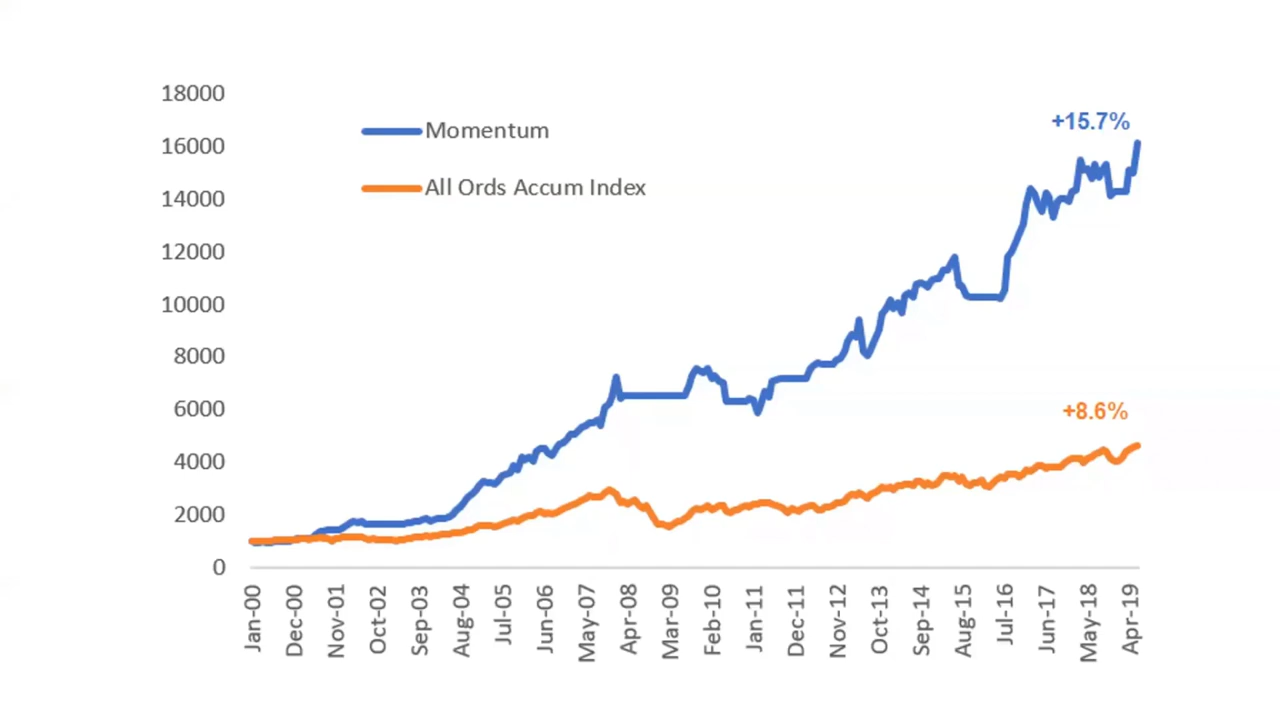 18000
16000
14000
12000
10000
8000
6000
4000
2000
0
Momentum
All Ords Accum Index
+15.7%
+8.6%
Jan-00
Dec-00
Nov-01
Oct-02
Sep-03
Aug-04
Jul-05
Jun-06
May-07
Apr-08
Mar-09
Feb-10
Jan-11
Dec-11
Nov-12
Oct-13
Sep-14
Aug-15
Jul-16
Jun-17
May-18
Apr-19